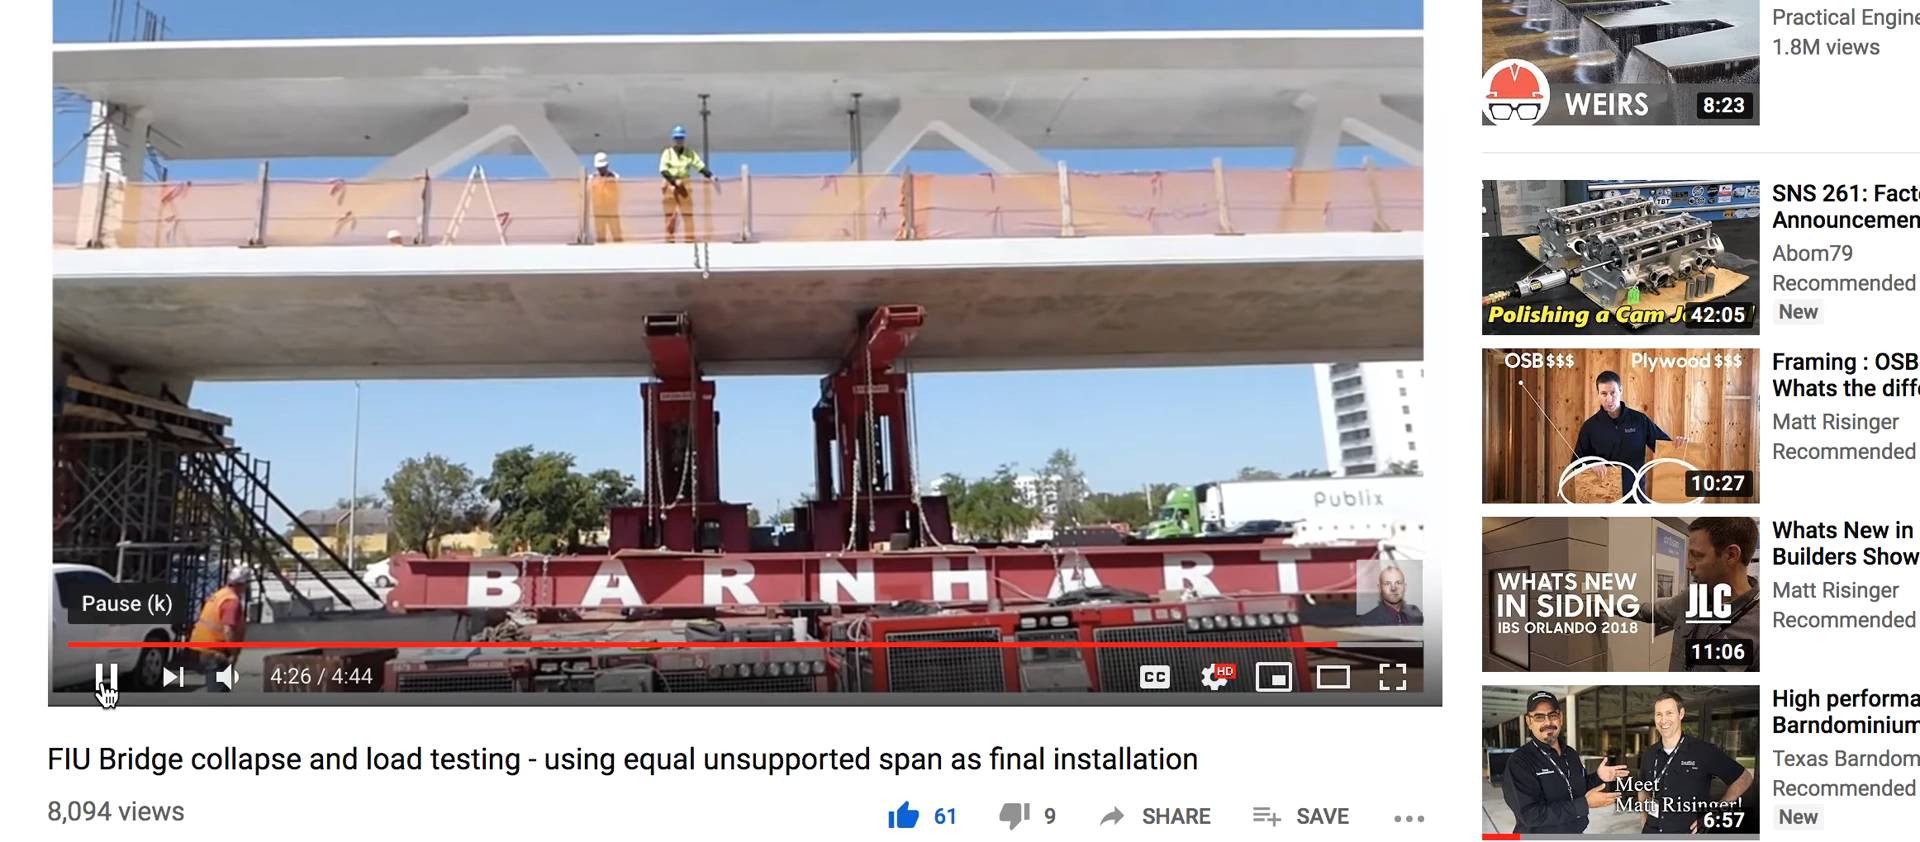 Publix
BARNHART
Pause (k)
4:26 / 4:44
CC
HD
FIU Bridge collapse and load testing - using equal unsupported span as final installation
8,094 views
61
9
SHARE
SAVE
WEIRS
8:23
Practical Engine
1.8M views
Polishing a Cam J
42:05
SNS 261: Fact
Announcemen
Abom79
Recommended
New
OSB $$$
Plywood $$$
10:27
Framing : OSB
Whats the diff
Matt Risinger
Recommended
WHATS NEW
IN SIDING
IBS ORLANDO 2018
JLC
11:06
Whats New in
Builders Show
Matt Risinger
Recommended
Meet
Matt Risinger!
6:57
High performa
Barndominium
Texas Barndom
Recommended
New